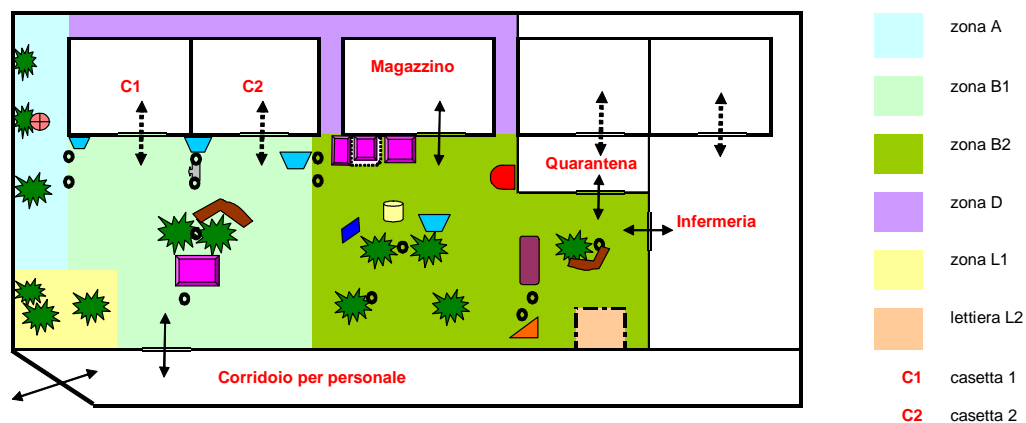 C1
C2
Magazzino
Quarantena
Infermeria
Corridoio per personale
zona A
zona B1
zona B2
zona D
zona L1
lettiera L2
C1 casetta 1
C2 casetta 2